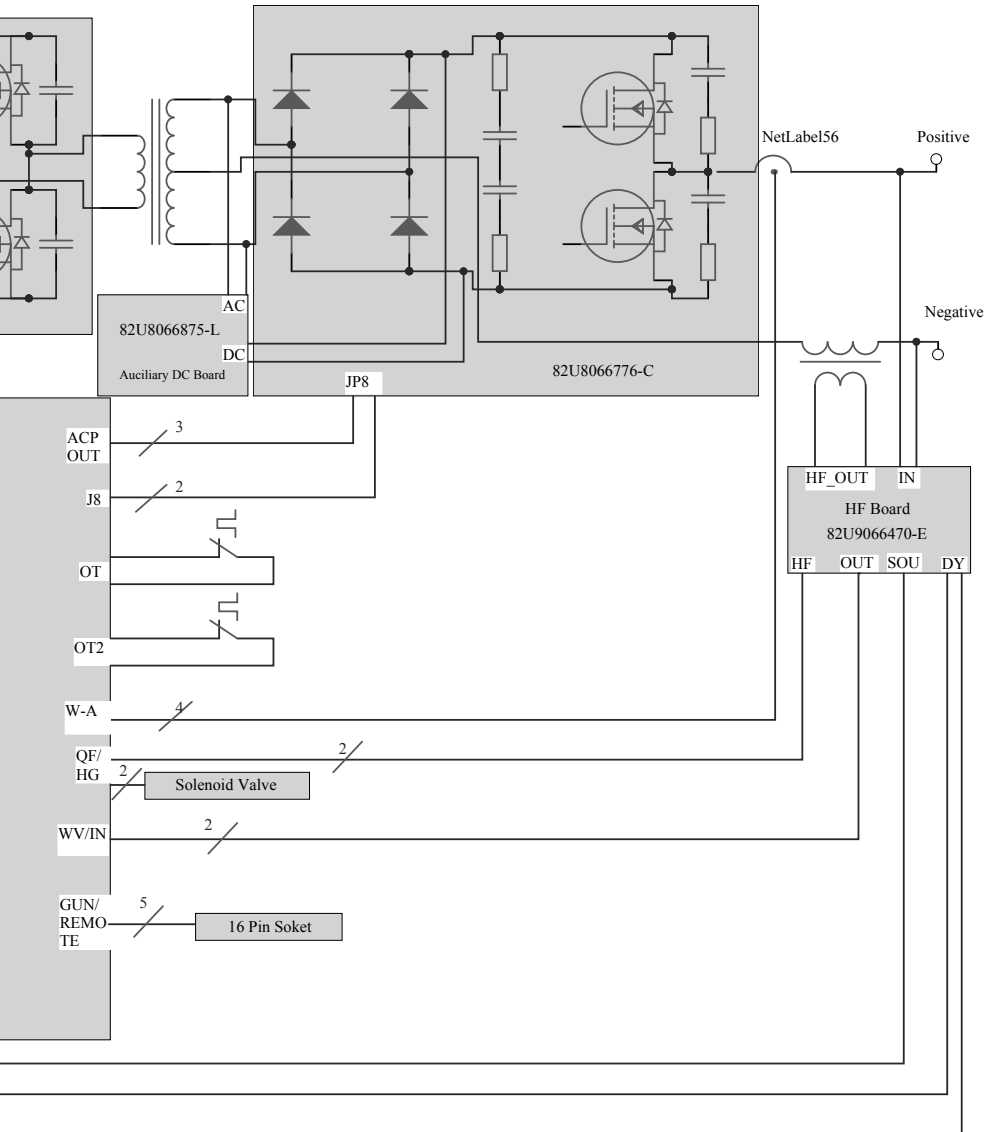 NetLabel56
Positive
Negative
AC
82U8066875-L
DC
Auciliary DC Board
JP8
82U8066776-C
ACP
OUT
3
J8
2
HF_OUT
IN
HF Board
82U9066470-E
HF
OUT
SOU
DY
OT
OT2
W-A
4
QF/
HG
2
2
Solenoid Valve
WV/IN
2
GUN/
REMO
TE
5
16 Pin Soket